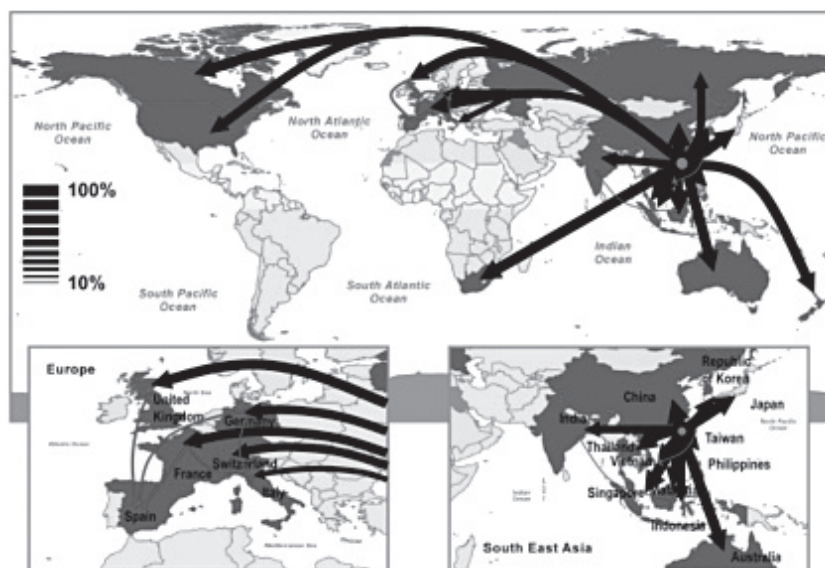 North Pacific
Ocean
North Atlantic
Ocean
North Pacific
Ocean
100%
10%
Indian
Ocean
South Pacific
Ocean
South Atlantic
Ocean
Europe
United
Kingdom
Germany
Switzerland
France
Italy
Spain
Republic
Korea
China
Japan
India
Taiwan
Thailand
Vietnam
Philippines
Singapore
Indonesia
South East Asia
Australia